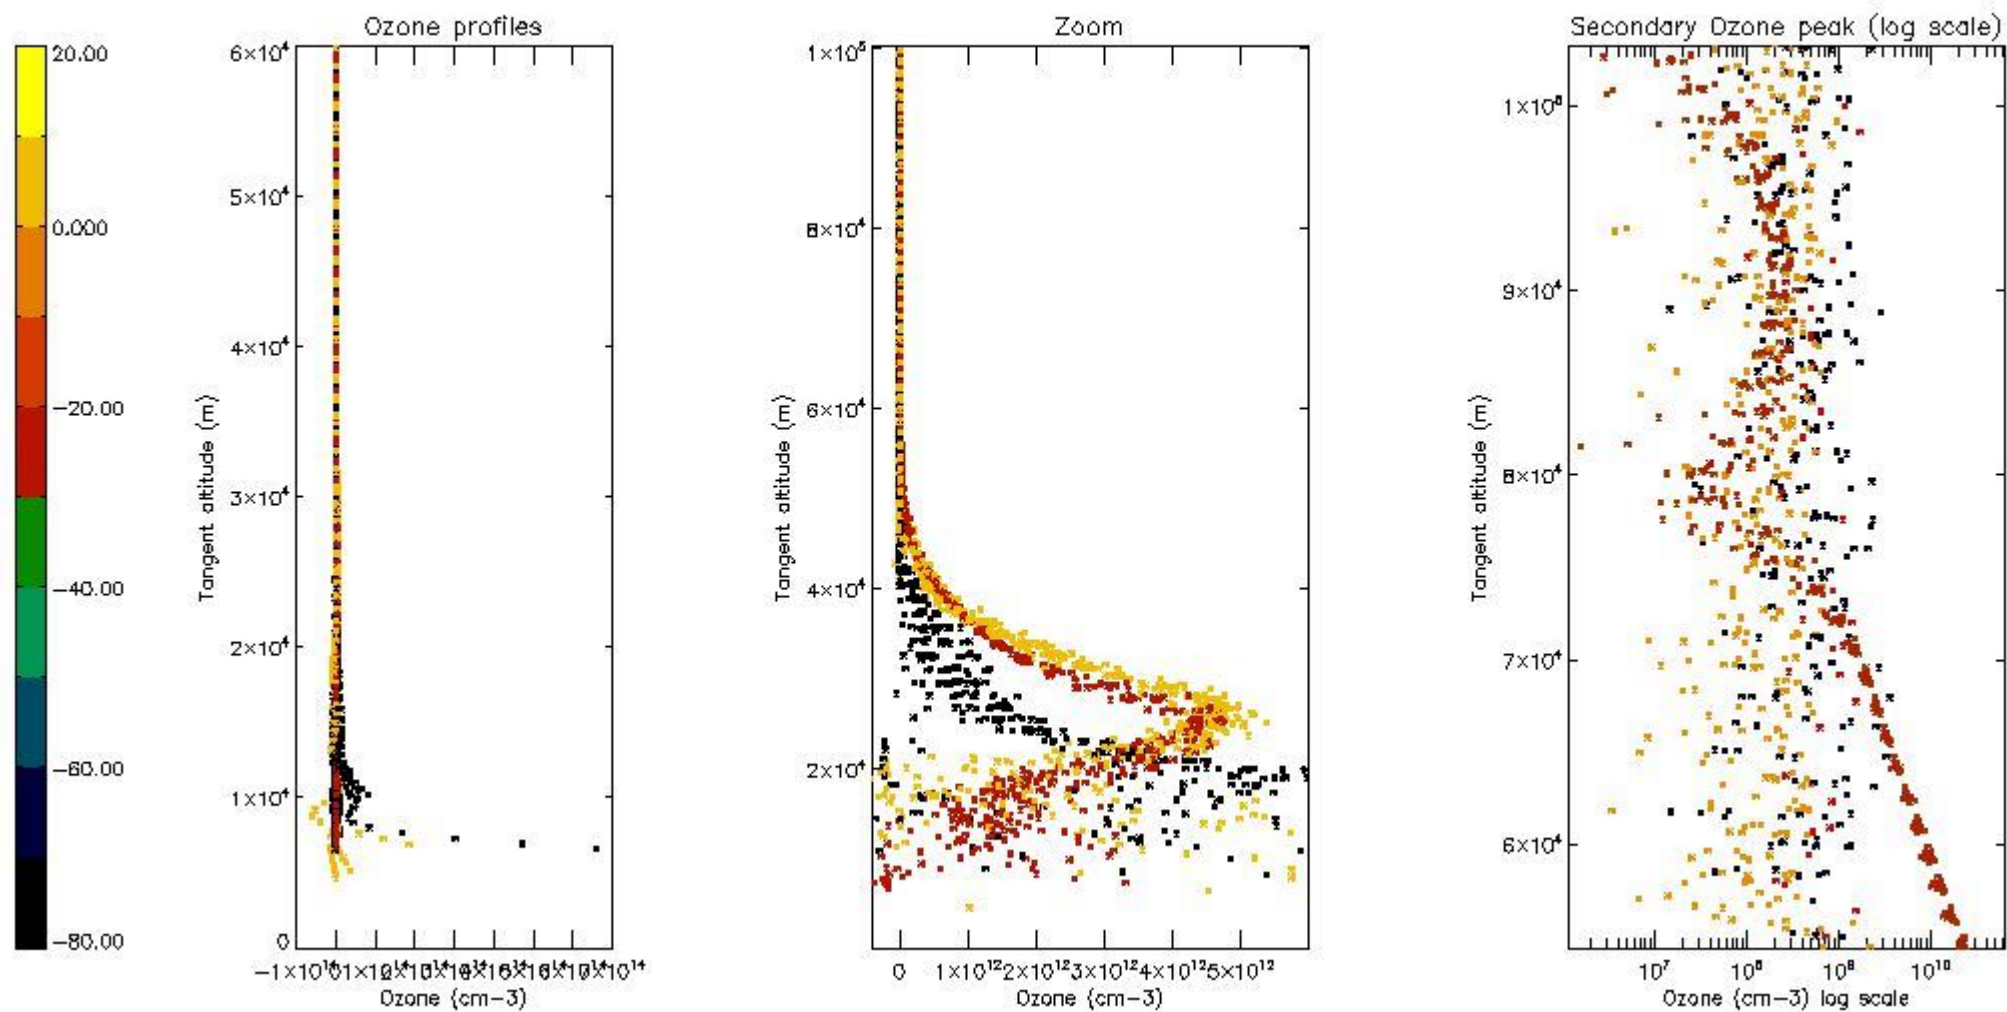 Ozone profiles
Zoom
Secondary Ozone peak (log scale)
20.00
0.000
−20.00
−40.00
−60.00
−80.00
Tangent altitude (m)
6×10⁴
5×10⁴
4×10⁴
3×10⁴
2×10⁴
1×10⁴
0
Ozone (cm−3)
Tangent altitude (m)
1×10⁵
8×10⁴
6×10⁴
4×10⁴
2×10⁴
0 1×10¹² 2×10¹² 3×10¹² 4×10¹² 5×10¹²
Ozone (cm−3)
Tangent altitude (m)
9×10⁴
8×10⁴
7×10⁴
6×10⁴
10⁷ 10⁸ 10⁹ 10¹⁰
Ozone (cm−3) log scale